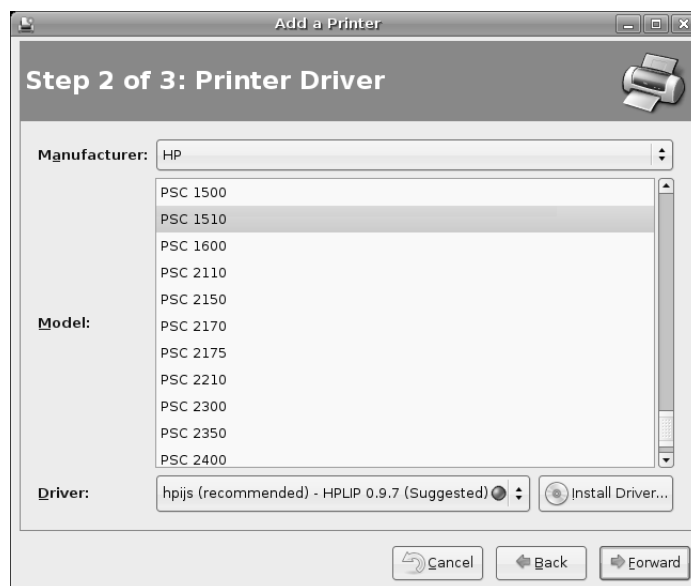 Add a Printer
Step 2 of 3: Printer Driver
Manufacturer: HP
PSC 1500
PSC 1510
PSC 1600
PSC 2110
PSC 2150
Model:
PSC 2170
PSC 2175
PSC 2210
PSC 2300
PSC 2350
PSC 2400
Driver: hpijs (recommended) - HPLIP 0.9.7 (Suggested) Install Driver...
Cancel Back Forward